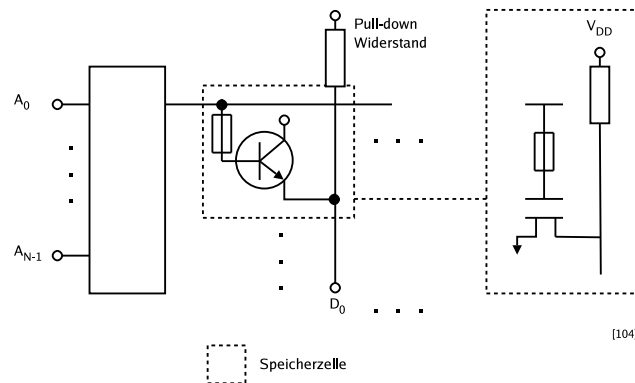 Pull-down
Widerstand
V_DD
A_0
A_N-1
D_0
[104]
Speicherzelle